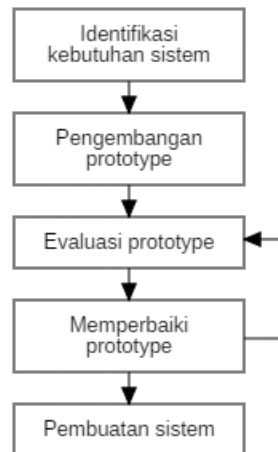 Identifikasi
kebutuhan sistem
Pengembangan
prototype
Evaluasi prototype
Memperbaiki
prototype
Pembuatan sistem